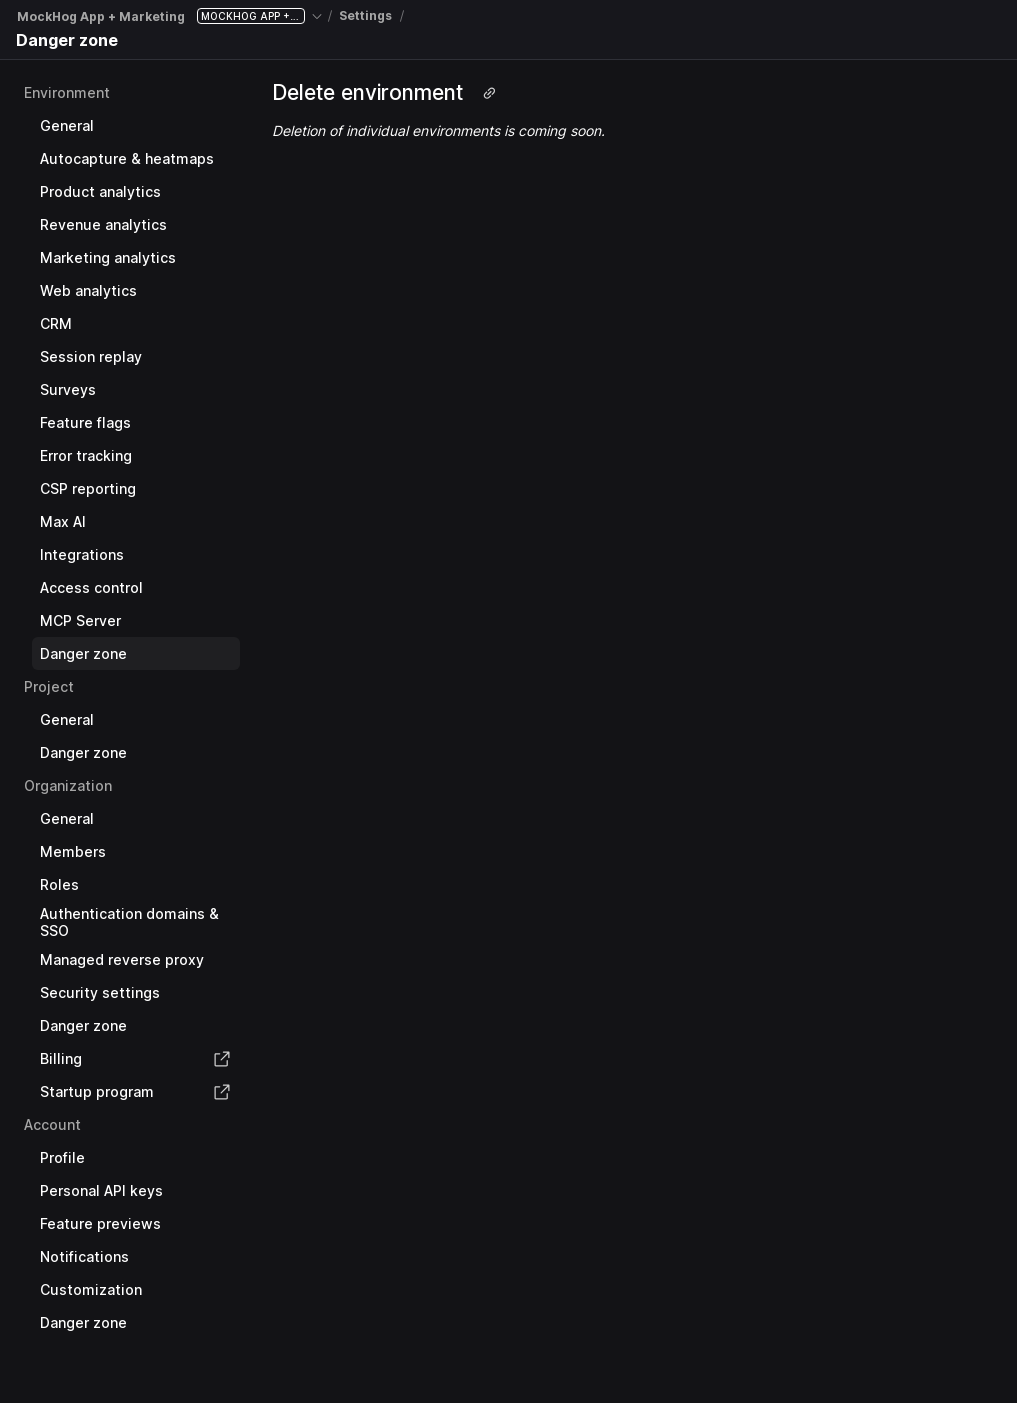 MockHog App + Marketing MOCKHOG APP +... / Settings /
Danger zone
Environment
General
Autocapture & heatmaps
Product analytics
Revenue analytics
Marketing analytics
Web analytics
CRM
Session replay
Surveys
Feature flags
Error tracking
CSP reporting
Max AI
Integrations
Access control
MCP Server
Danger zone
Project
General
Danger zone
Organization
General
Members
Roles
Authentication domains &
SSO
Managed reverse proxy
Security settings
Danger zone
Billing
Startup program
Account
Profile
Personal API keys
Feature previews
Notifications
Customization
Danger zone
Delete environment
Deletion of individual environments is coming soon.